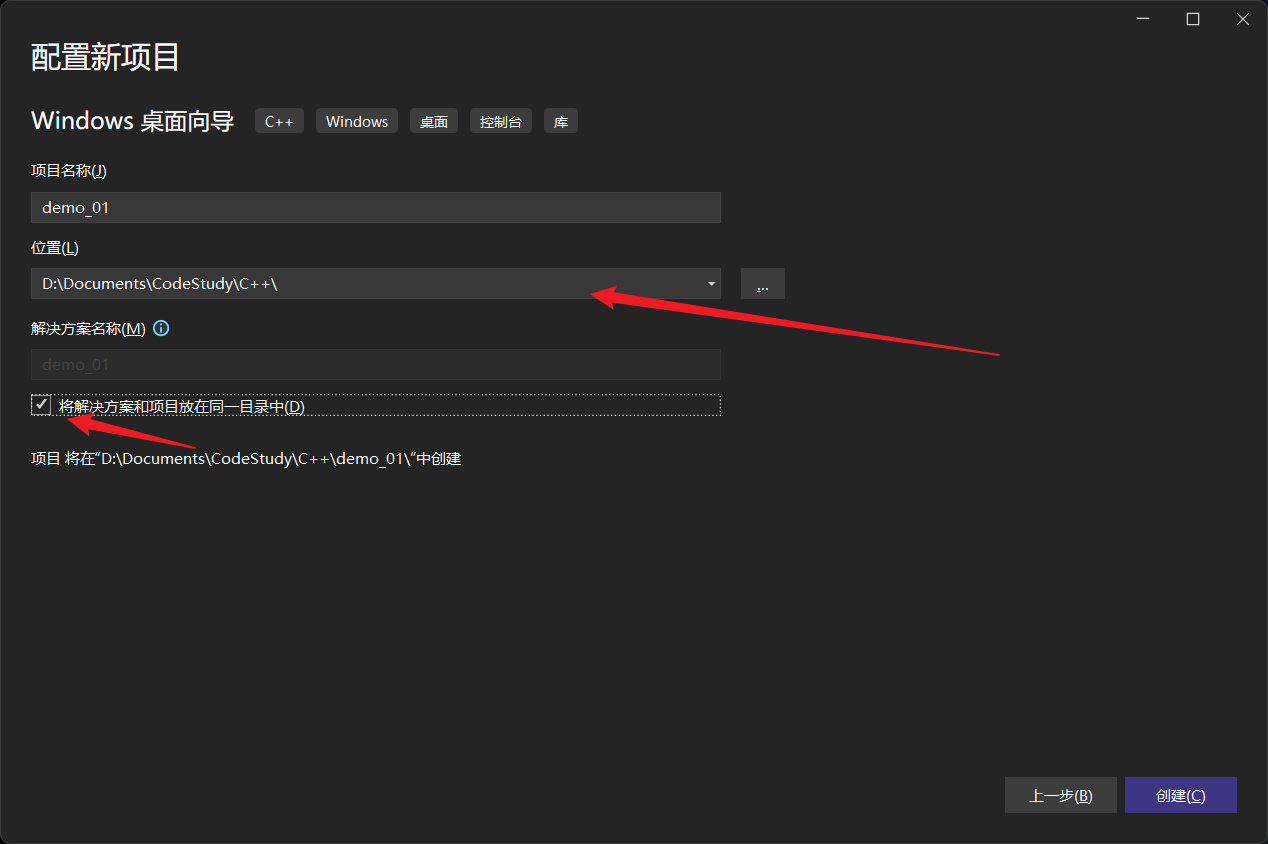 配置新项目
Windows 桌面向导 C++ Windows 桌面 控制台 库
项目名称(J)
demo_01
位置(L)
D:\Documents\CodeStudy\C++\ ...
解决方案名称(M)
demo_01
将解决方案和项目放在同一目录中(D)
项目 将在“D:\Documents\CodeStudy\C++\demo_01\”中创建
上一步(B) 创建(C)